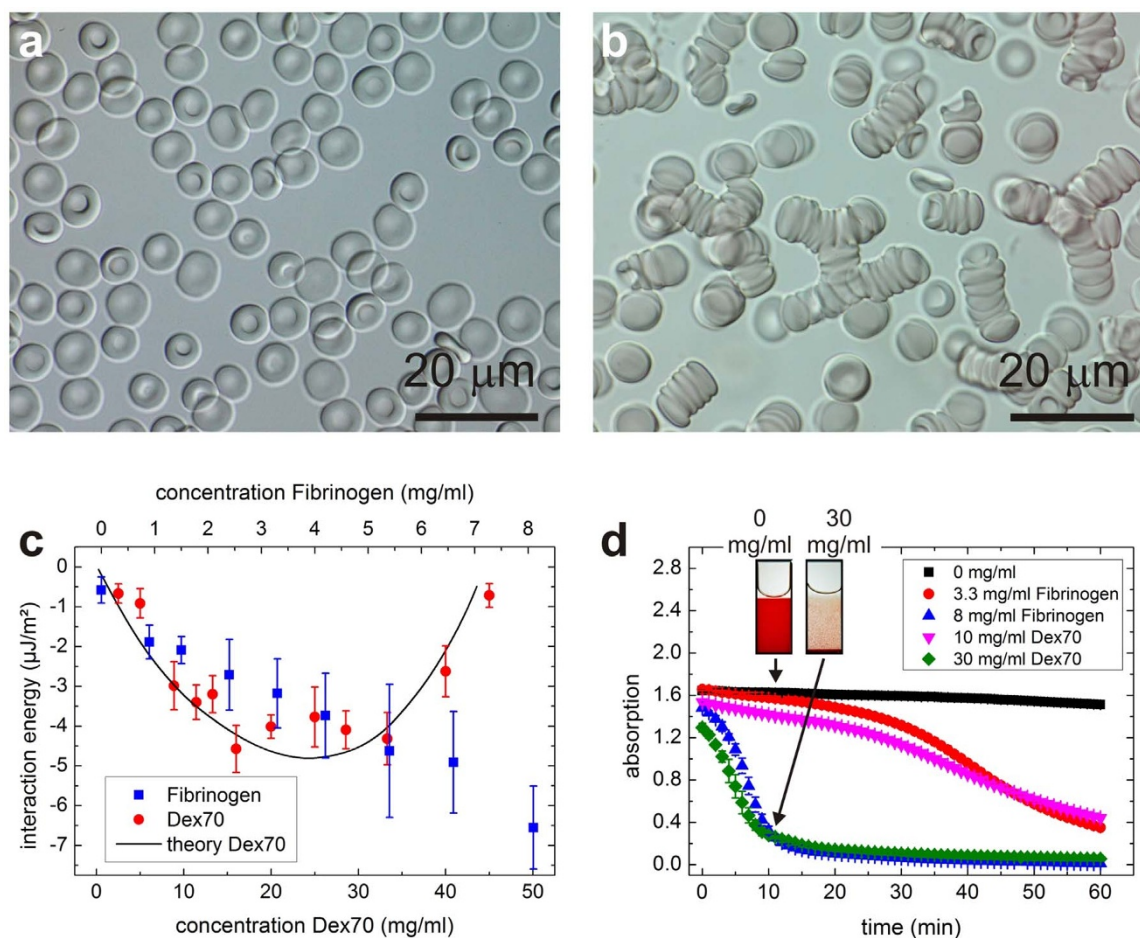 a
20 µm
b
20 µm
c
concentration Fibrinogen (mg/ml)
0 1 2 3 4 5 6 7 8
interaction energy (µJ/m²)
0
-1
-2
-3
-4
-5
-6
-7
Fibrinogen
Dex70
theory Dex70
0 10 20 30 40 50
concentration Dex70 (mg/ml)
d
0 30
mg/ml mg/ml
absorption
2.8
2.4
2.0
1.6
1.2
0.8
0.4
0.0
0 mg/ml
3.3 mg/ml Fibrinogen
8 mg/ml Fibrinogen
10 mg/ml Dex70
30 mg/ml Dex70
0 10 20 30 40 50 60
time (min)